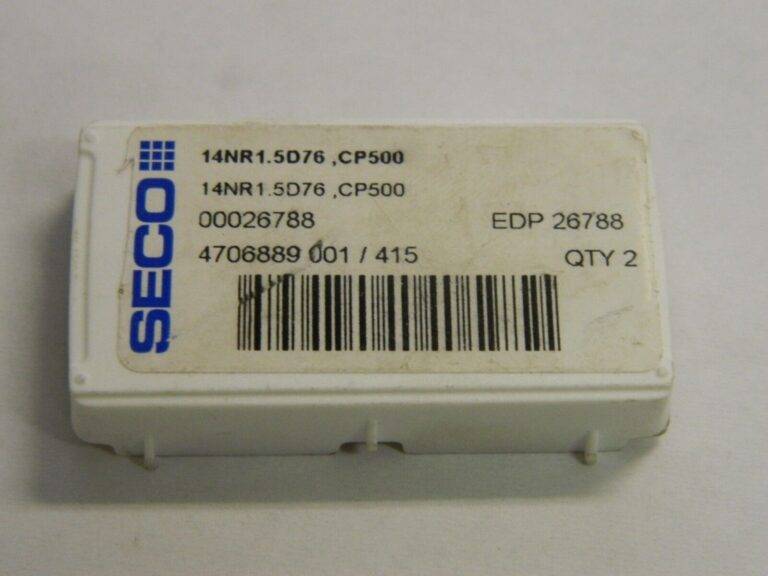 SECO
14NR1.5D76 ,CP500
14NR1.5D76 ,CP500
00026788 EDP 26788
4706889 001 / 415 QTY 2